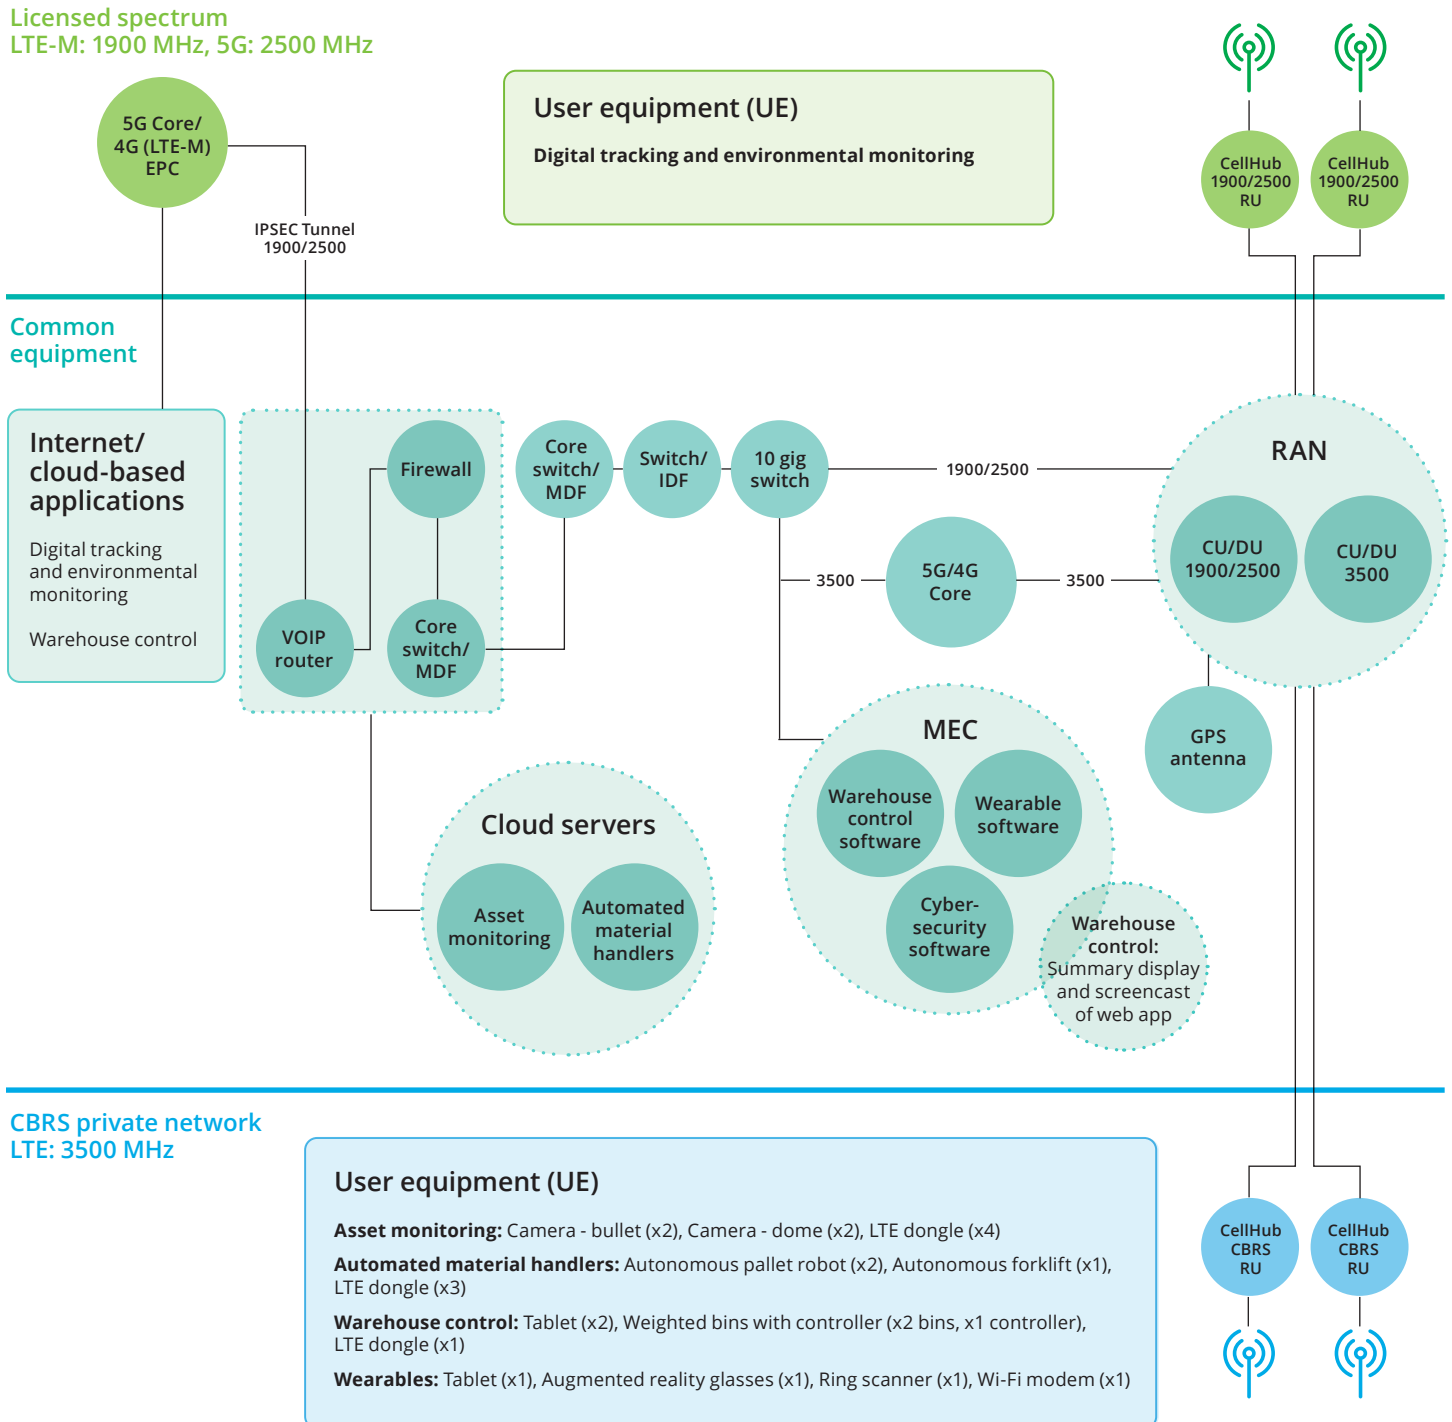 Licensed spectrum
LTE-M: 1900 MHz, 5G: 2500 MHz
5G Core/
4G (LTE-M)
EPC
User equipment (UE)
Digital tracking and environmental monitoring
CellHub
1900/2500
RU
CellHub
1900/2500
RU
IPSEC Tunnel
1900/2500
Common
equipment
Internet/
cloud-based
applications
Digital tracking
and environmental
monitoring
Warehouse control
Firewall
VOIP
router
Core
switch/
MDF
Core
switch/
MDF
Switch/
IDF
10 gig
switch
1900/2500
3500
5G/4G
Core
3500
RAN
CU/DU
1900/2500
CU/DU
3500
GPS
antenna
MEC
Warehouse
control
software
Wearable
software
Cyber-
security
software
Warehouse
control:
Summary display
and screencast
of web app
Cloud servers
Asset
monitoring
Automated
material
handlers
CBRS private network
LTE: 3500 MHz
User equipment (UE)
Asset monitoring: Camera - bullet (x2), Camera - dome (x2), LTE dongle (x4)
Automated material handlers: Autonomous pallet robot (x2), Autonomous forklift (x1),
LTE dongle (x3)
Warehouse control: Tablet (x2), Weighted bins with controller (x2 bins, x1 controller),
LTE dongle (x1)
Wearables: Tablet (x1), Augmented reality glasses (x1), Ring scanner (x1), Wi-Fi modem (x1)
CellHub
CBRS
RU
CellHub
CBRS
RU